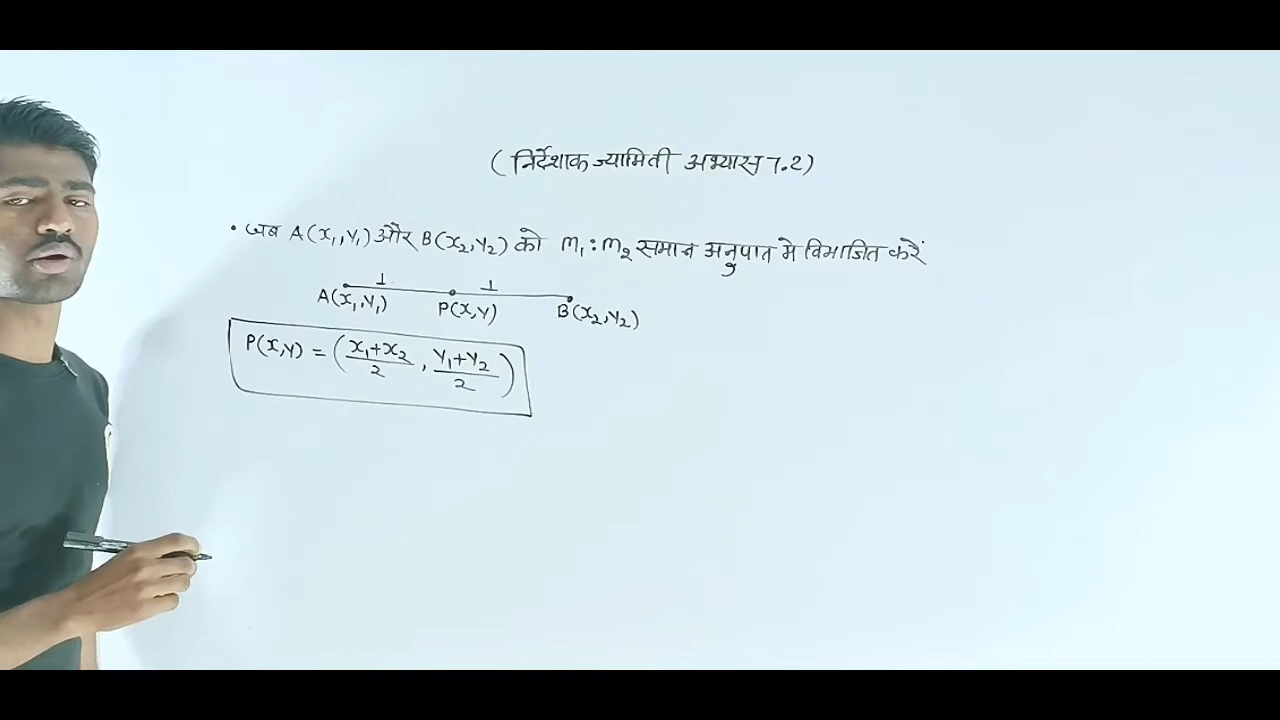 (निर्देशाक ज्यामिती अभ्यास 7.2)
• जब A(x₁,y₁) और B(x₂,y₂) को m₁:m₂ समान अनुपात मे विभाजित करें
1 1
A(x₁,y₁) P(x,y) B(x₂,y₂)
P(x,y) = (x₁+x₂/2, y₁+y₂/2)